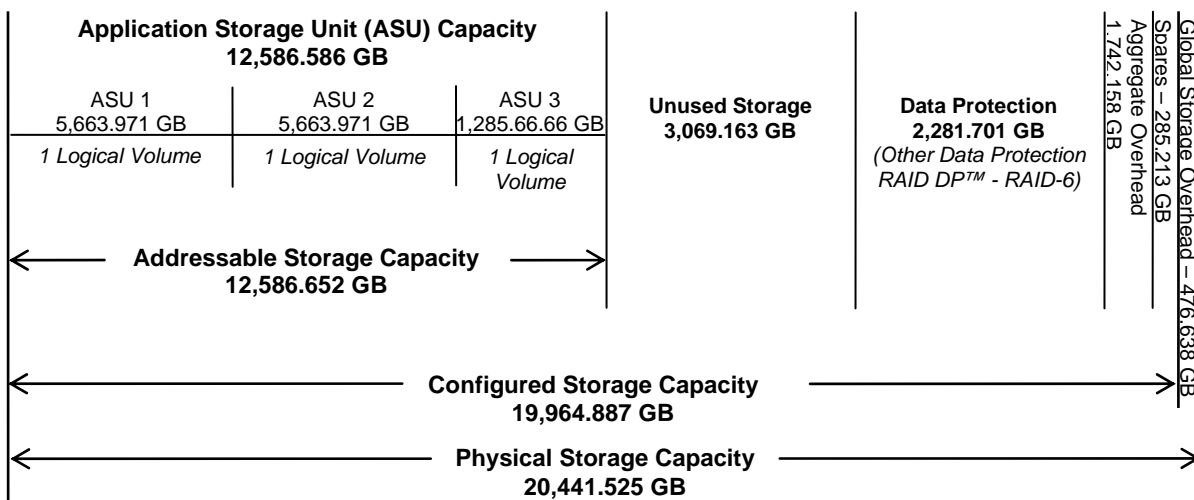 Application Storage Unit (ASU) Capacity
12,586.586 GB
ASU 1
5,663.971 GB
1 Logical Volume
ASU 2
5,663.971 GB
1 Logical Volume
ASU 3
1,285.66.66 GB
1 Logical
Volume
Unused Storage
3,069.163 GB
Data Protection
2,281.701 GB
(Other Data Protection
RAID DP™ - RAID-6)
Aggregate Overhead
1.742.158 GB
Spares – 285.213 GB
Global Storage Overhead – 476.638 GB
Addressable Storage Capacity
12,586.652 GB
Configured Storage Capacity
19,964.887 GB
Physical Storage Capacity
20,441.525 GB